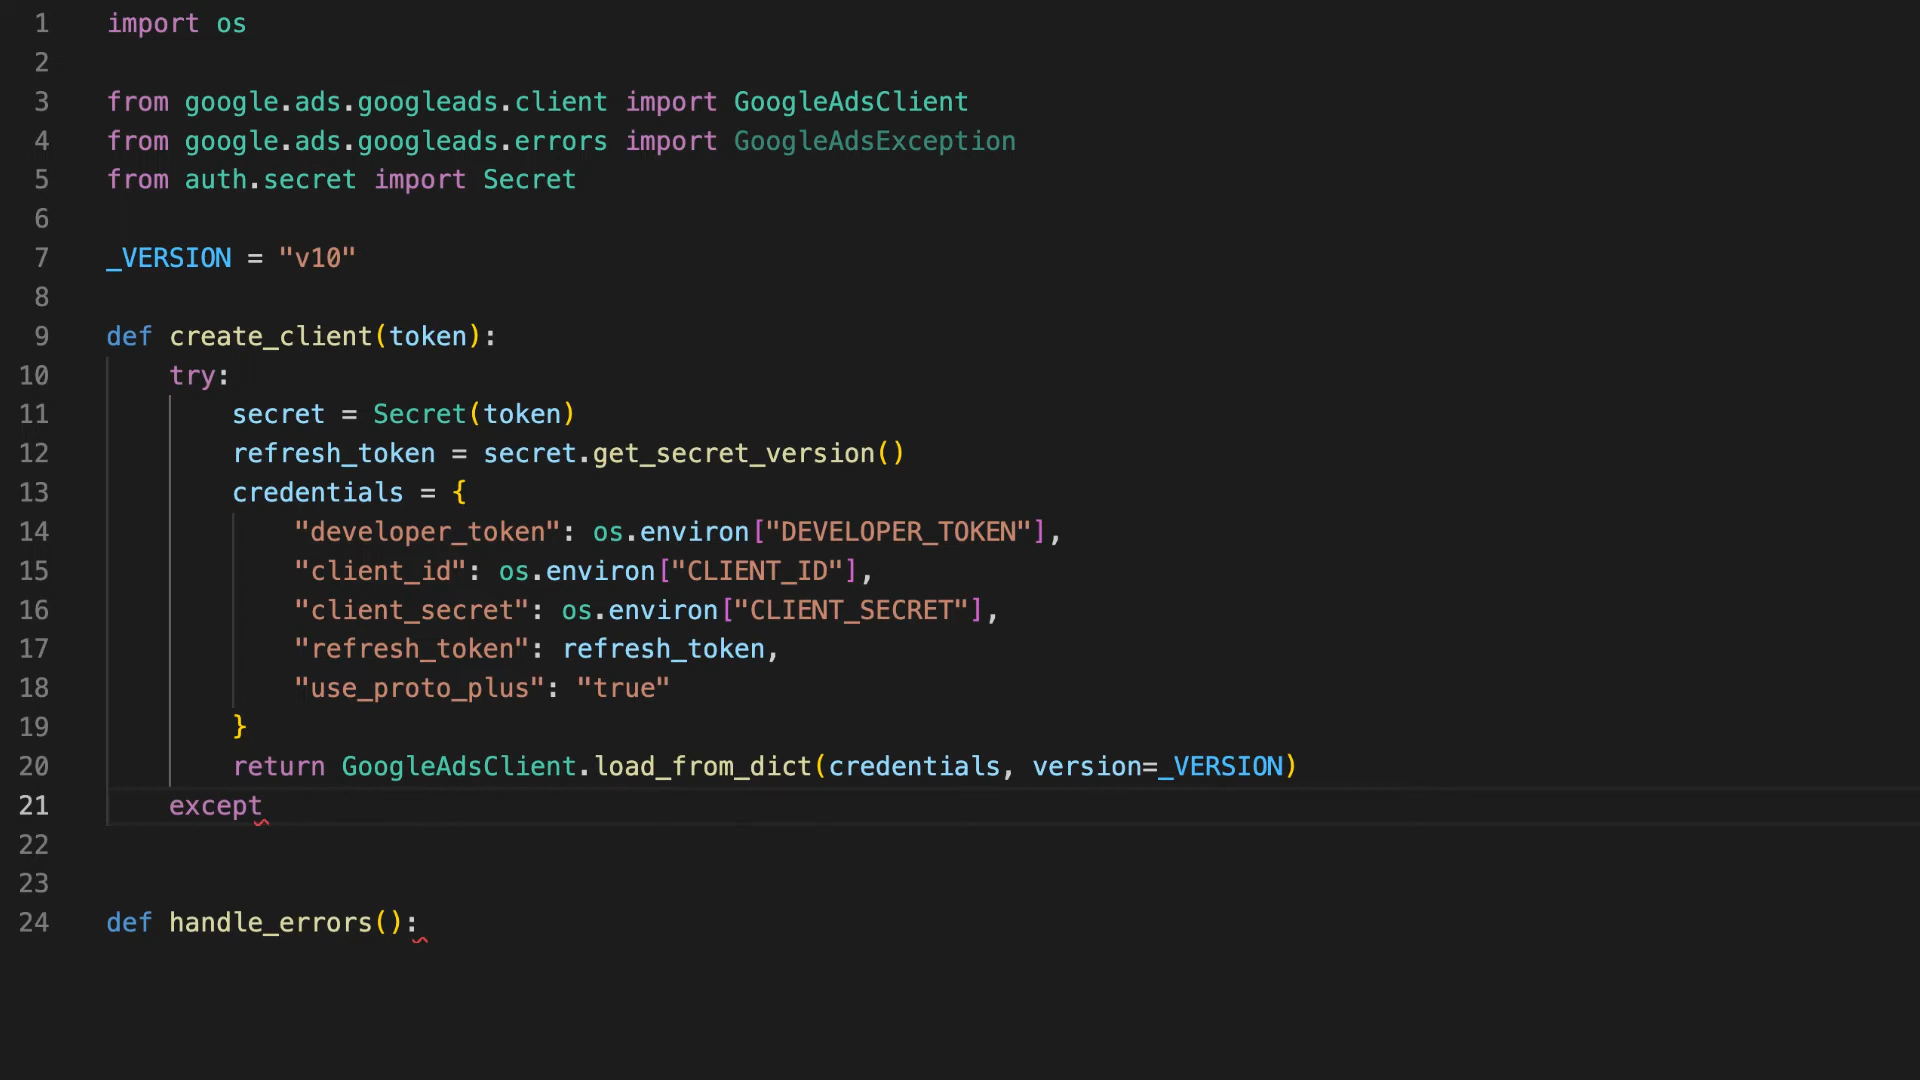 1 import os
2
3 from google.ads.googleads.client import GoogleAdsClient
4 from google.ads.googleads.errors import GoogleAdsException
5 from auth.secret import Secret
6
7 _VERSION = "v10"
8
9 def create_client(token):
10     try:
11         secret = Secret(token)
12         refresh_token = secret.get_secret_version()
13         credentials = {
14             "developer_token": os.environ["DEVELOPER_TOKEN"],
15             "client_id": os.environ["CLIENT_ID"],
16             "client_secret": os.environ["CLIENT_SECRET"],
17             "refresh_token": refresh_token,
18             "use_proto_plus": "true"
19         }
20         return GoogleAdsClient.load_from_dict(credentials, version=_VERSION)
21     except
22
23
24 def handle_errors():